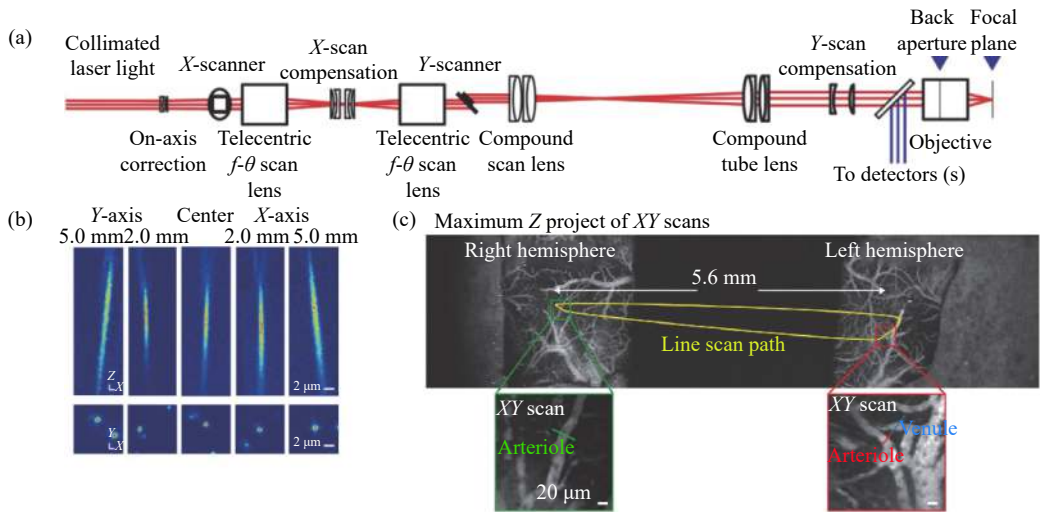 (a)
Collimated
laser light
X-scanner
X-scan
compensation
Y-scanner
Y-scan
compensation
Back
aperture
Focal
plane
On-axis
correction
Telecentric
f-θ scan
lens
Telecentric
f-θ scan
lens
Compound
scan lens
Compound
tube lens
Objective
To detectors (s)
(b)
Y-axis
Center
X-axis
5.0 mm
2.0 mm
2.0 mm
5.0 mm
Z
X
2 μm
Y
X
2 μm
(c)
Maximum Z project of XY scans
Right hemisphere
Left hemisphere
5.6 mm
Line scan path
XY scan
Arteriole
20 μm
XY scan
Venule
Arteriole